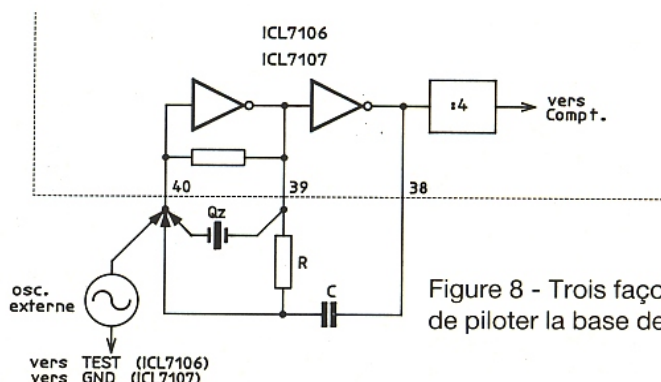 ICL7106
ICL7107
:4
vers
Compt.
40
39
38
Qz
R
C
osc.
externe
vers TEST (ICL7106)
vers GND (ICL7107)
Figure 8 - Trois faço
de piloter la base de